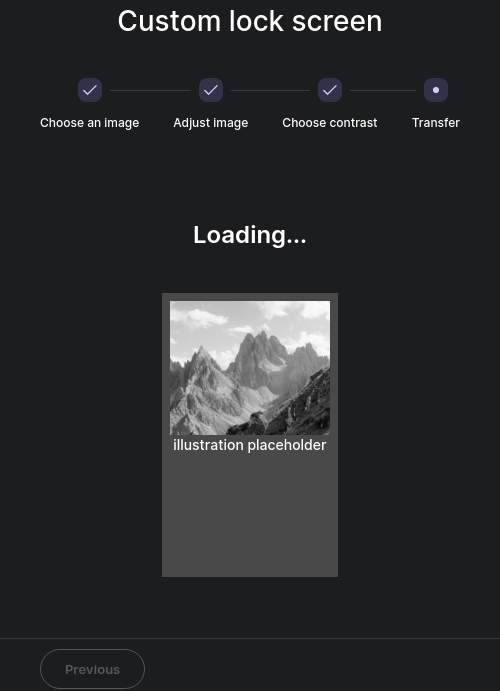 Custom lock screen
Choose an image
Adjust image
Choose contrast
Transfer
Loading...
illustration placeholder
Previous